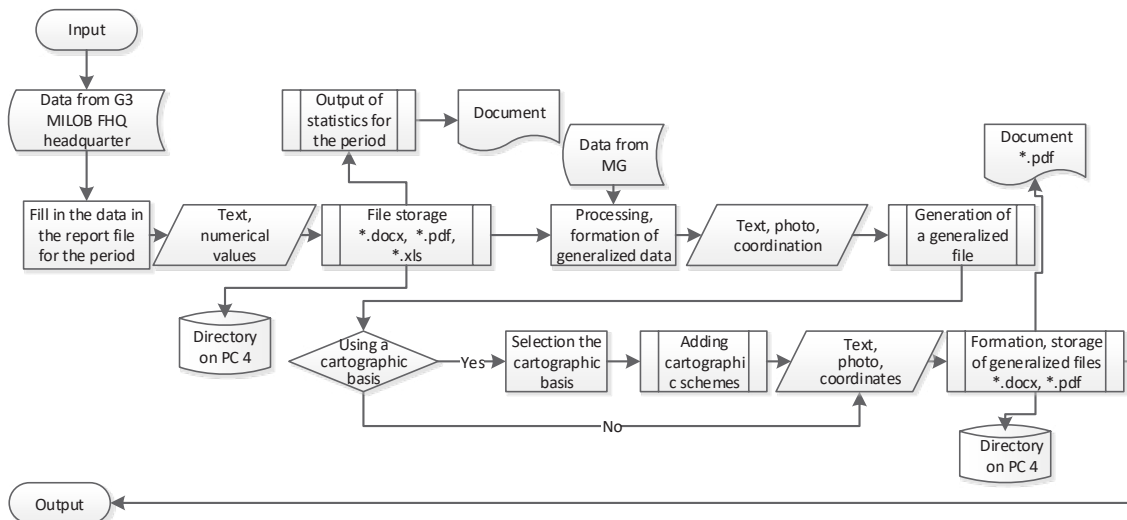 Input
Data from G3
MILOB FHQ
headquarter
Fill in the data in
the report file
for the period
Text,
numerical
values
Output of
statistics for
the period
Document
File storage
*.docx, *.pdf,
*.xls
Directory
on PC 4
Data from
MG
Processing,
formation of
generalized data
Text, photo,
coordination
Generation of
a generalized
file
Document
*.pdf
Using a
cartographic
basis
Yes
Selection the
cartographic
basis
Adding
cartographi
c schemes
Text,
photo,
coordinates
Formation, storage
of generalized files
*.docx, *.pdf
No
Directory
on PC 4
Output